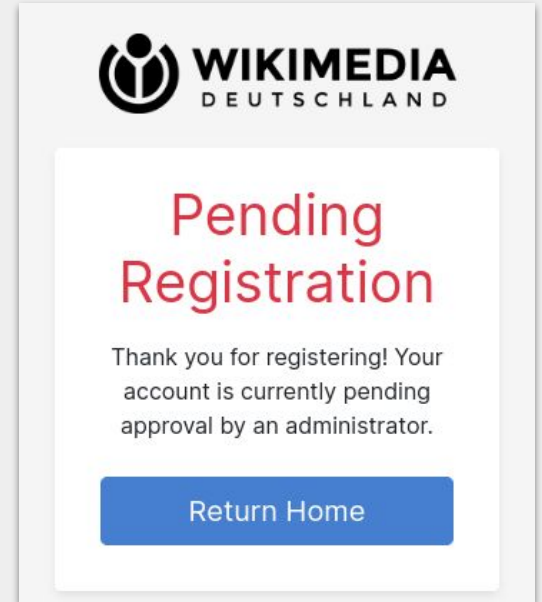 WIKIMEDIA
DEUTSCHLAND
Pending
Registration
Thank you for registering! Your
account is currently pending
approval by an administrator.
Return Home